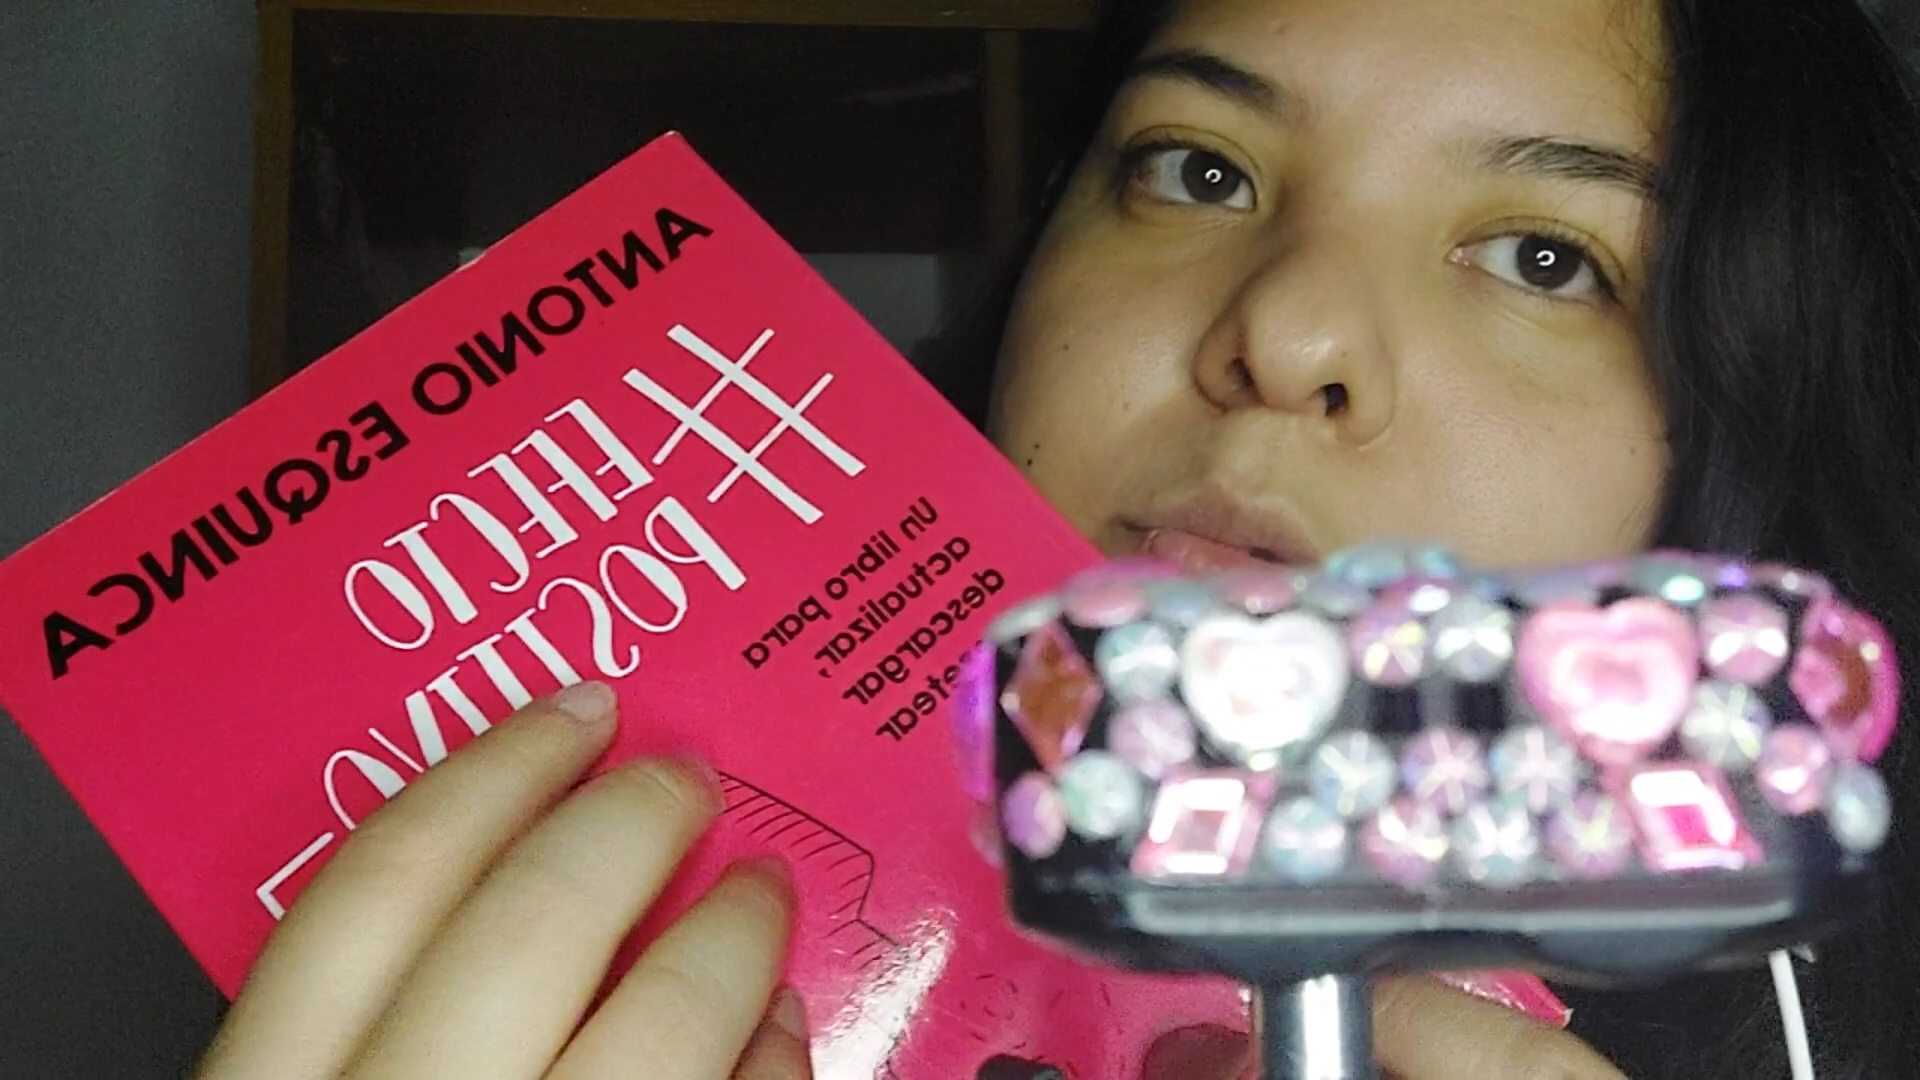 ANTONIO ESQUINCA
#EFECTO
POSITIVO
Un libro para
actualizar,
descargar